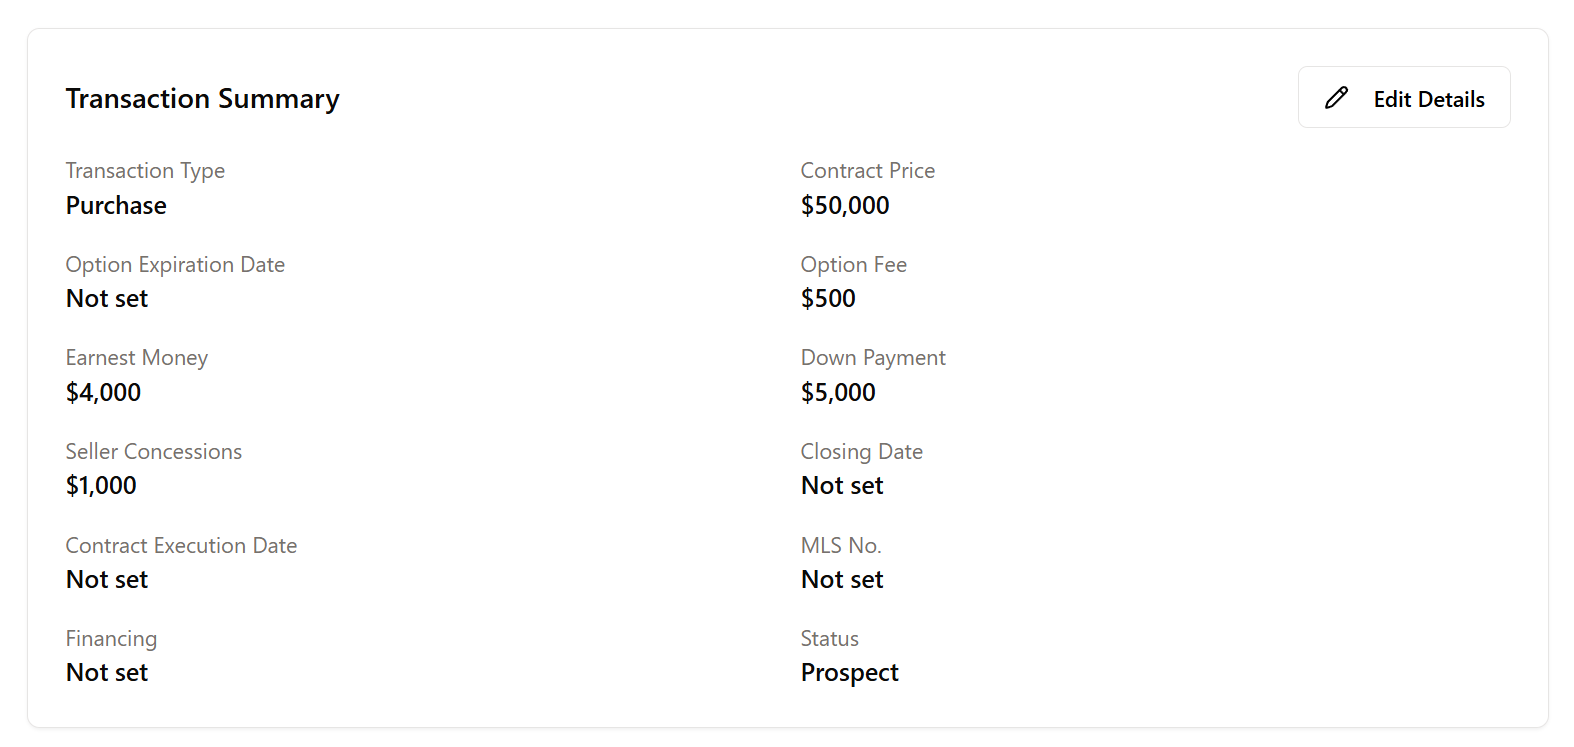 Transaction Summary
Edit Details
Transaction Type
Purchase
Contract Price
$50,000
Option Expiration Date
Not set
Option Fee
$500
Earnest Money
$4,000
Down Payment
$5,000
Seller Concessions
$1,000
Closing Date
Not set
Contract Execution Date
Not set
MLS No.
Not set
Financing
Not set
Status
Prospect